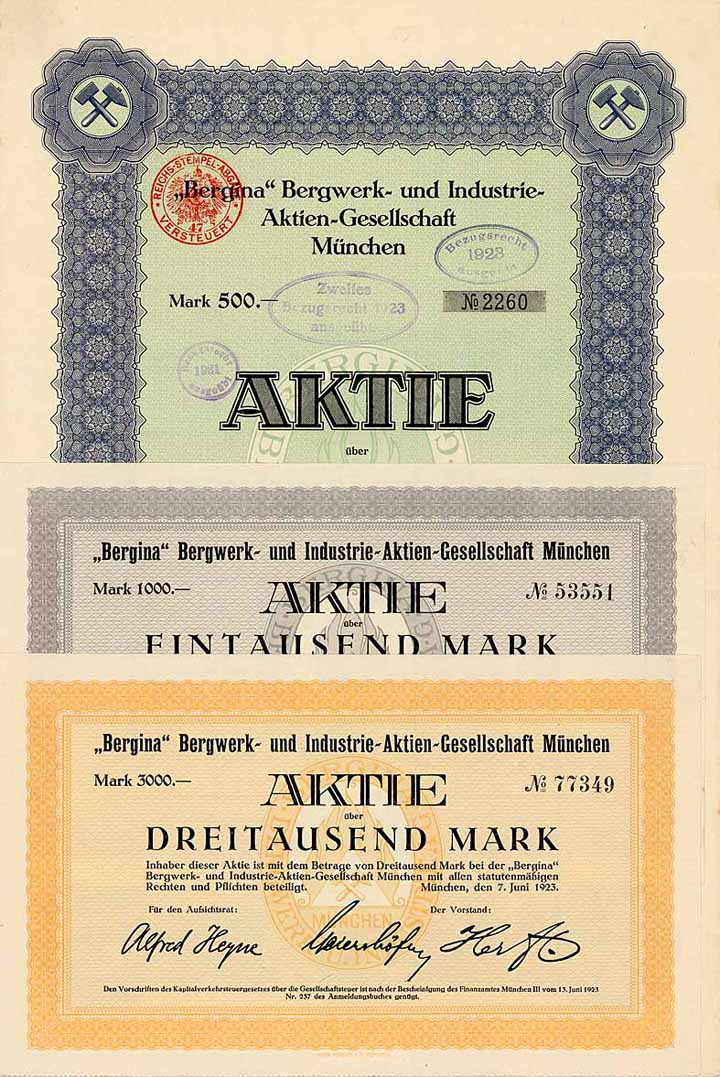 REICHS-STEMPEL-ABGABE
47
VERSTEUERT
„Bergina“ Bergwerk- und Industrie-
Aktien-Gesellschaft
München
Bezugsrecht
1923
ausgeübt
Mark 500.—
Zweites
Bezugsrecht 1923
ausgeübt.
№ 2260
ausgeübt
AKTIE
über
„Bergina“ Bergwerk- und Industrie-Aktien-Gesellschaft München
Mark 1000.—
AKTIE
№ 53551
über
EINTAUSEND MARK
„Bergina“ Bergwerk- und Industrie-Aktien-Gesellschaft München
Mark 3000.—
AKTIE
№ 77349
über
DREITAUSEND MARK
Inhaber dieser Aktie ist mit dem Betrage von Dreitausend Mark bei der „Bergina“
Bergwerk- und Industrie-Aktien-Gesellschaft München mit allen statutenmäßigen
Rechten und Pflichten beteiligt. München, den 7. Juni 1923.
MÜNCHEN
Für den Aufsichtsrat: Der Vorstand:
Alfred Heyne
Den Vorschriften des Kapitalverkehrsteuergesetzes über die Gesellschaftsteuer ist nach der Bescheinigung des Finanzamtes München III vom 13. Juni 1923
Nr. 237 des Anmeldungsbuches genügt.